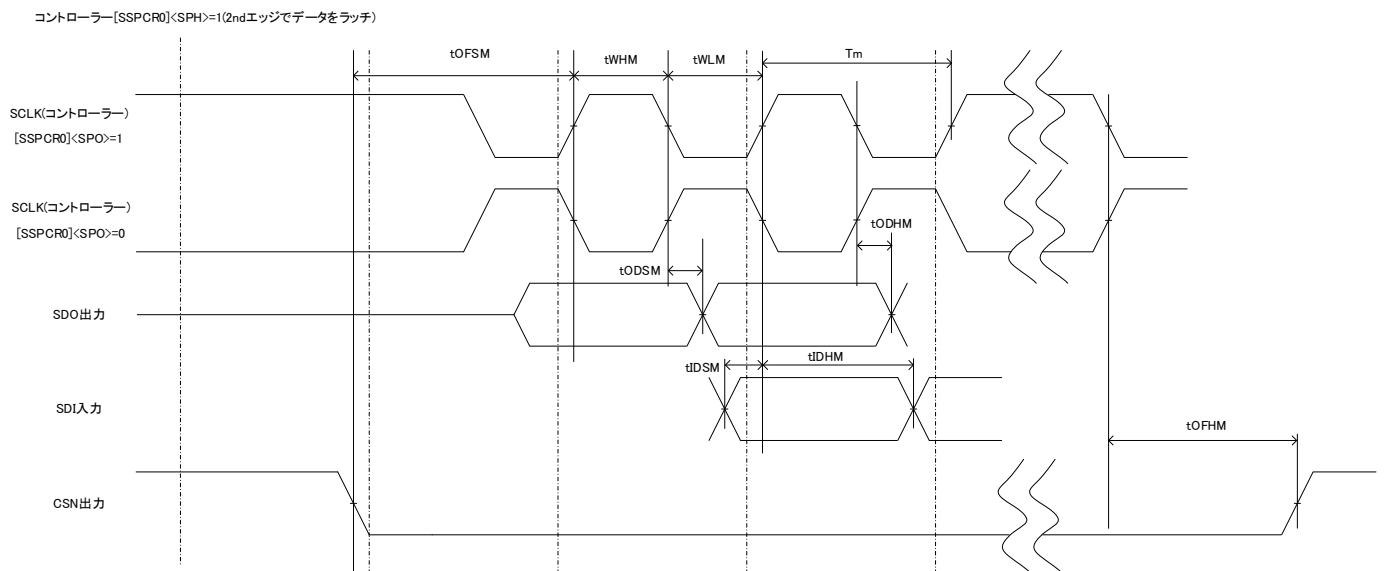 コントローラー[SSPCR0]<SPH>=1(2ndエッジでデータをラッチ)
tOFSM
tWHM
tWLM
Tm
SCLK(コントローラー)
[SSPCR0]<SPO>=1
SCLK(コントローラー)
[SSPCR0]<SPO>=0
tODHM
tODSM
SDO出力
tIDSM
tIDHM
SDI入力
tOFHM
CSN出力